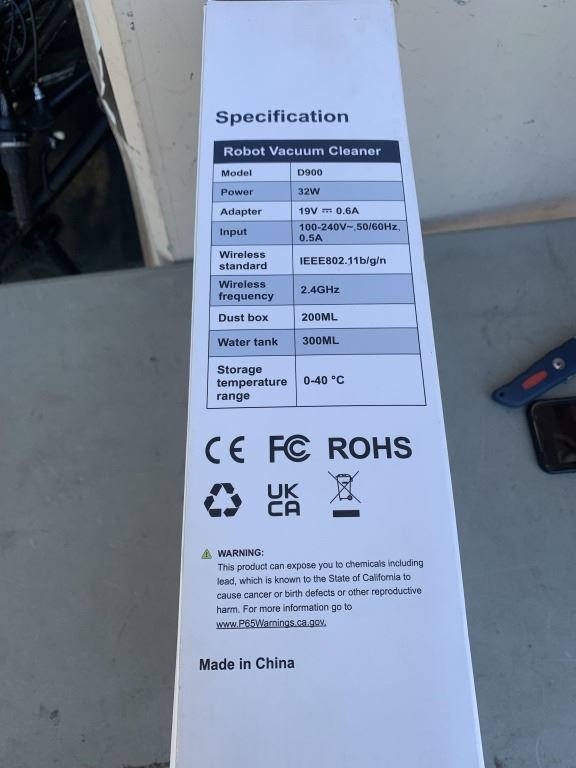 Specification
Robot Vacuum Cleaner
Model D900
Power 32W
Adapter 19V ⎓ 0.6A
Input 100-240V~,50/60Hz,
0.5A
Wireless
standard IEEE802.11b/g/n
Wireless
frequency 2.4GHz
Dust box 200ML
Water tank 300ML
Storage
temperature
range 0-40 °C
CE FC ROHS
UK
CA
WARNING:
This product can expose you to chemicals including
lead, which is known to the State of California to
cause cancer or birth defects or other reproductive
harm. For more information go to
www.P65Warnings.ca.gov.
Made in China